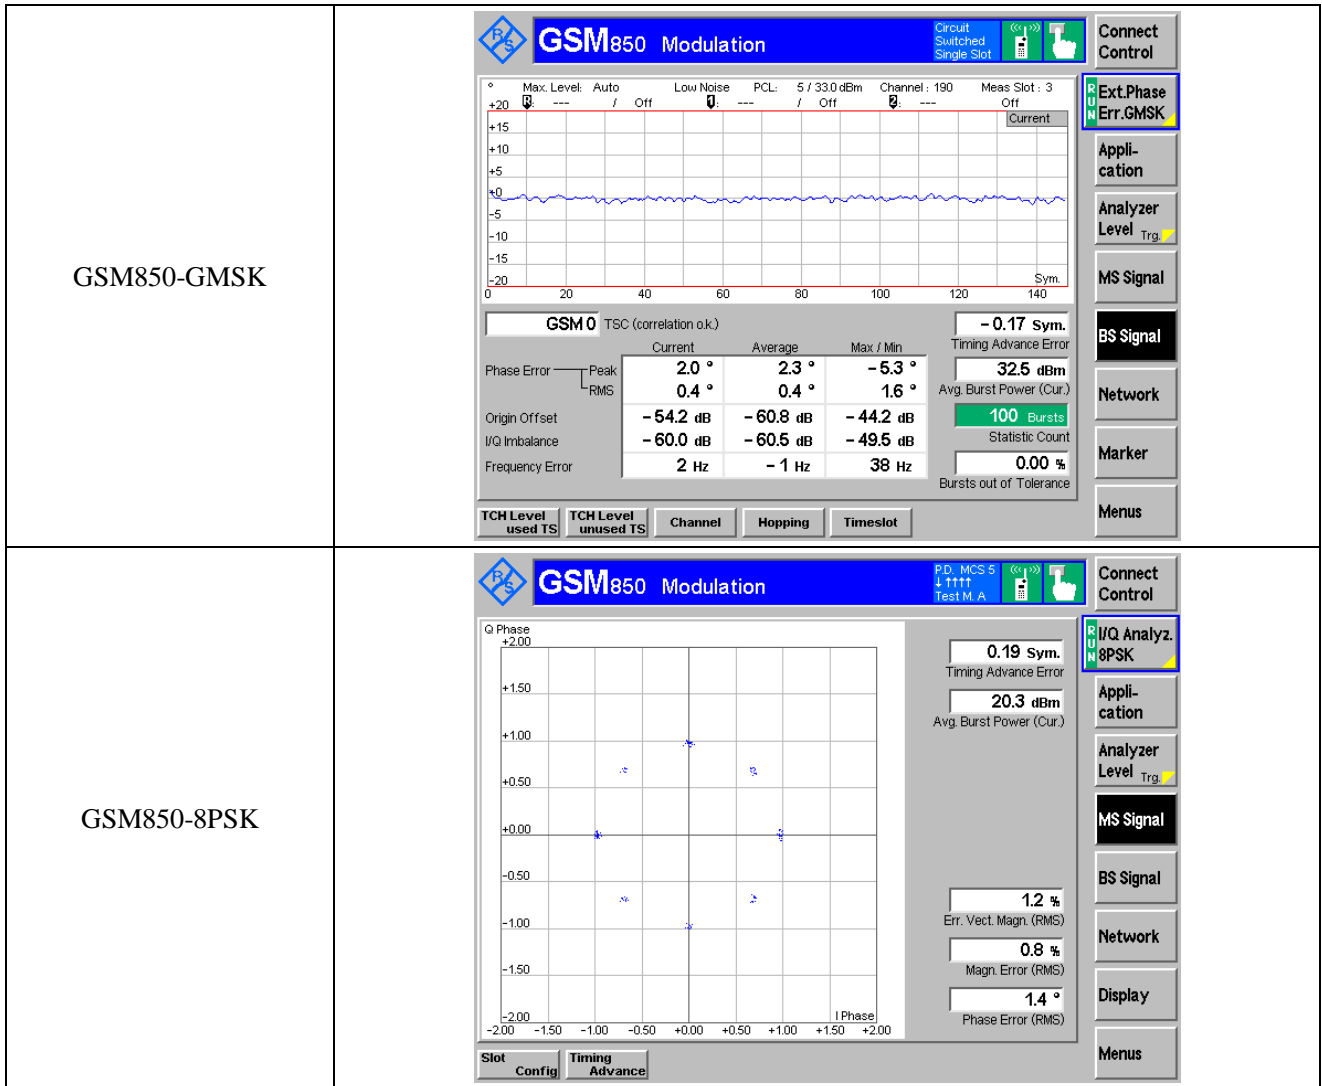 GSM850-GMSK
R/S
GSM850 Modulation
Circuit
Switched
Single Slot
Connect
Control
° Max. Level: Auto Low Noise PCL: 5 / 33.0 dBm Channel : 190 Meas Slot : 3
R: --- / Off 1: --- / Off 2: --- Off
Current
+20
+15
+10
+5
+0
-5
-10
-15
-20
Sym.
0 20 40 60 80 100 120 140
GSM 0 TSC (correlation o.k.)
Current Average Max / Min
Phase Error Peak 2.0 ° 2.3 ° -5.3 °
RMS 0.4 ° 0.4 ° 1.6 °
Origin Offset -54.2 dB -60.8 dB -44.2 dB
I/Q Imbalance -60.0 dB -60.5 dB -49.5 dB
Frequency Error 2 Hz -1 Hz 38 Hz
-0.17 Sym.
Timing Advance Error
32.5 dBm
Avg. Burst Power (Cur.)
100 Bursts
Statistic Count
0.00 %
Bursts out of Tolerance
RUN
Ext.Phase
Err.GMSK
Appli-
cation
Analyzer
Level Trg.
MS Signal
BS Signal
Network
Marker
Menus
TCH Level
used TS
TCH Level
unused TS
Channel
Hopping
Timeslot
GSM850-8PSK
R/S
GSM850 Modulation
P.D. MCS 5
↓ ↑↑↑↑
Test M. A
Connect
Control
Q Phase
+2.00
+1.50
+1.00
+0.50
+0.00
-0.50
-1.00
-1.50
-2.00
I Phase
-2.00 -1.50 -1.00 -0.50 +0.00 +0.50 +1.00 +1.50 +2.00
0.19 Sym.
Timing Advance Error
20.3 dBm
Avg. Burst Power (Cur.)
1.2 %
Err. Vect. Magn. (RMS)
0.8 %
Magn. Error (RMS)
1.4 °
Phase Error (RMS)
RUN
I/Q Analyz.
8PSK
Appli-
cation
Analyzer
Level Trg.
MS Signal
BS Signal
Network
Display
Menus
Slot
Config
Timing
Advance